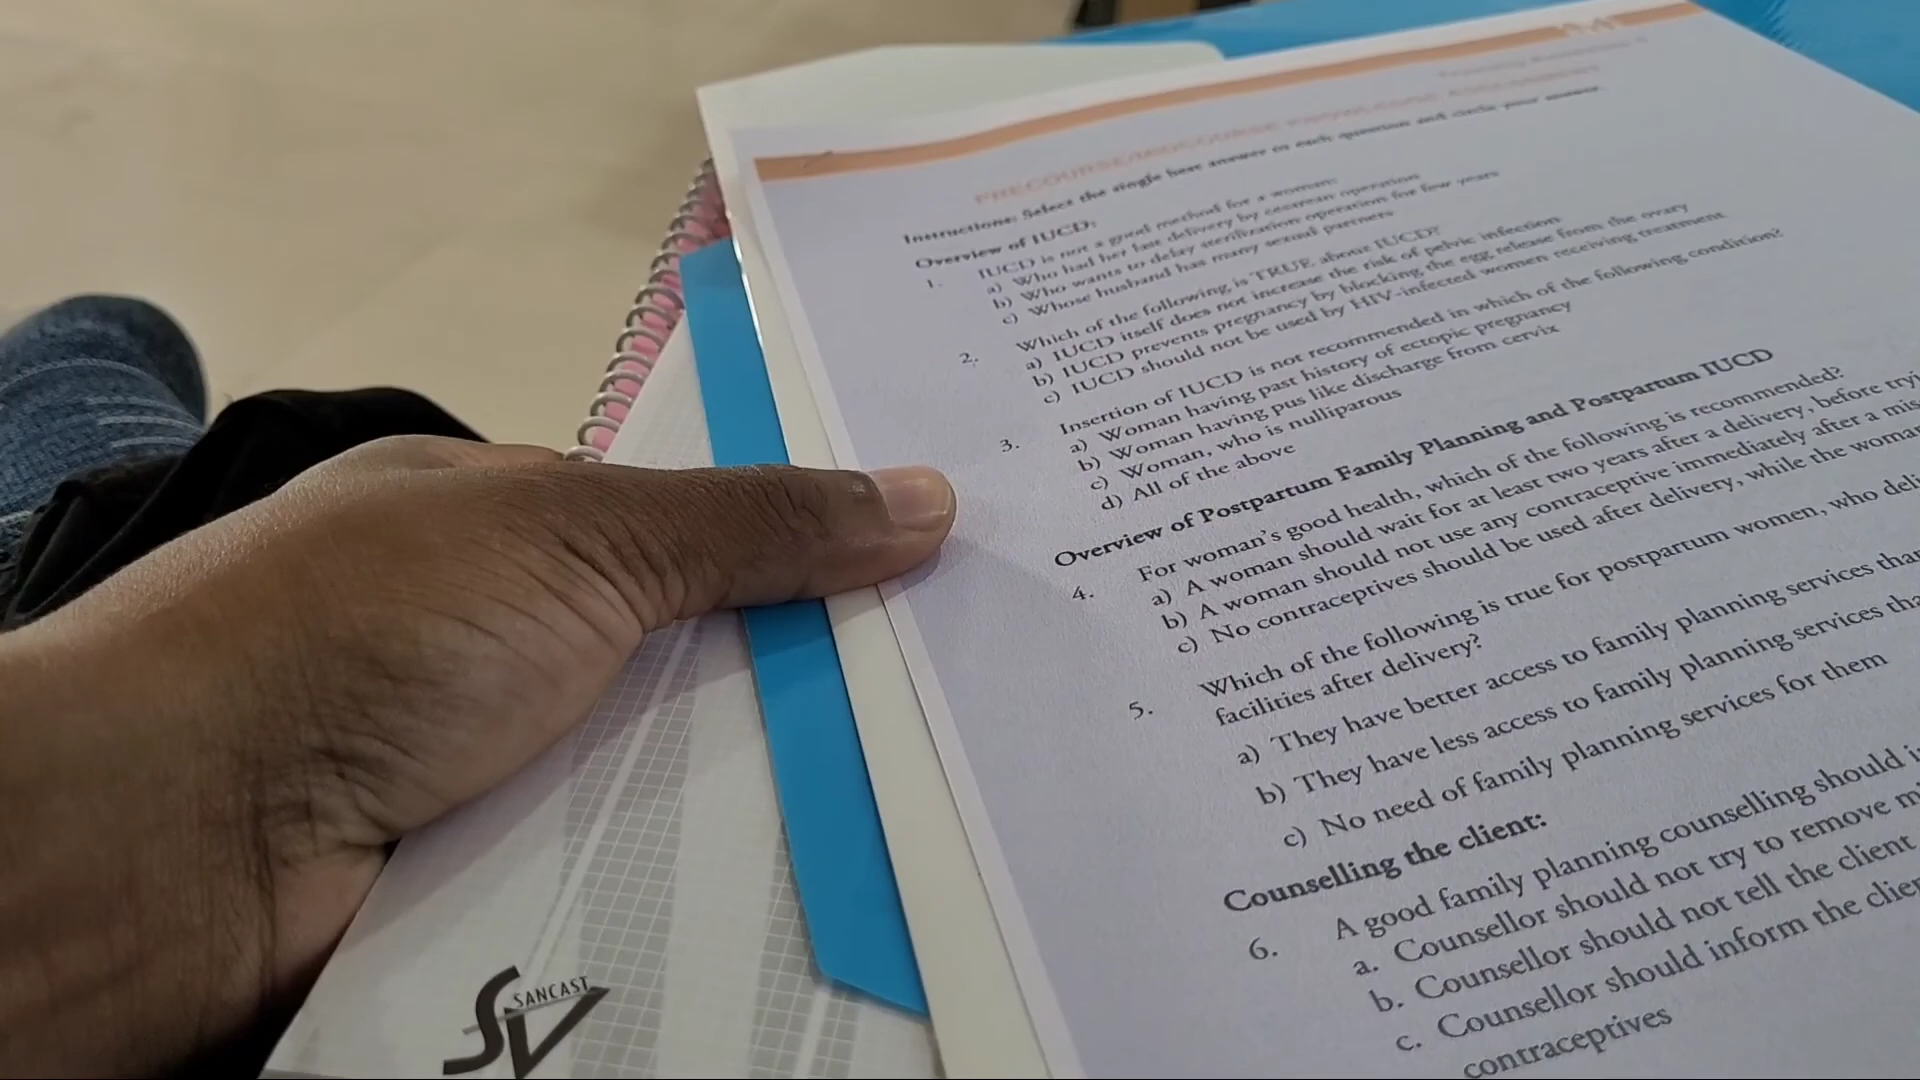 PRECOURSE/MIDCOURSE KNOWLEDGE ASSESSMENT
Instructions: Select the single best answer to each question and circle your answer.
Overview of IUCD:
1. IUCD is not a good method for a woman:
a) Who had her last delivery by cesarean operation
b) Who wants to delay sterilization operation for few years
c) Whose husband has many sexual partners
2. Which of the following is TRUE about IUCD?
a) IUCD itself does not increase the risk of pelvic infection
b) IUCD prevents pregnancy by blocking the egg release from the ovary
c) IUCD should not be used by HIV-infected women receiving treatment
3. Insertion of IUCD is not recommended in which of the following condition?
a) Woman having past history of ectopic pregnancy
b) Woman having pus like discharge from cervix
c) Woman, who is nulliparous
d) All of the above
Overview of Postpartum Family Planning and Postpartum IUCD
4. For woman's good health, which of the following is recommended?
a) A woman should wait for at least two years after a delivery, before
b) A woman should not use any contraceptive immediately after a
c) No contraceptives should be used after delivery, while the
5. Which of the following is true for postpartum women, who
facilities after delivery?
a) They have better access to family planning services
b) They have less access to family planning services
c) No need of family planning services for them
Counselling the client:
6. A good family planning counselling should
a. Counsellor should not try to remove
b. Counsellor should not tell the client
c. Counsellor should inform the
contraceptives
SANCAST
SV